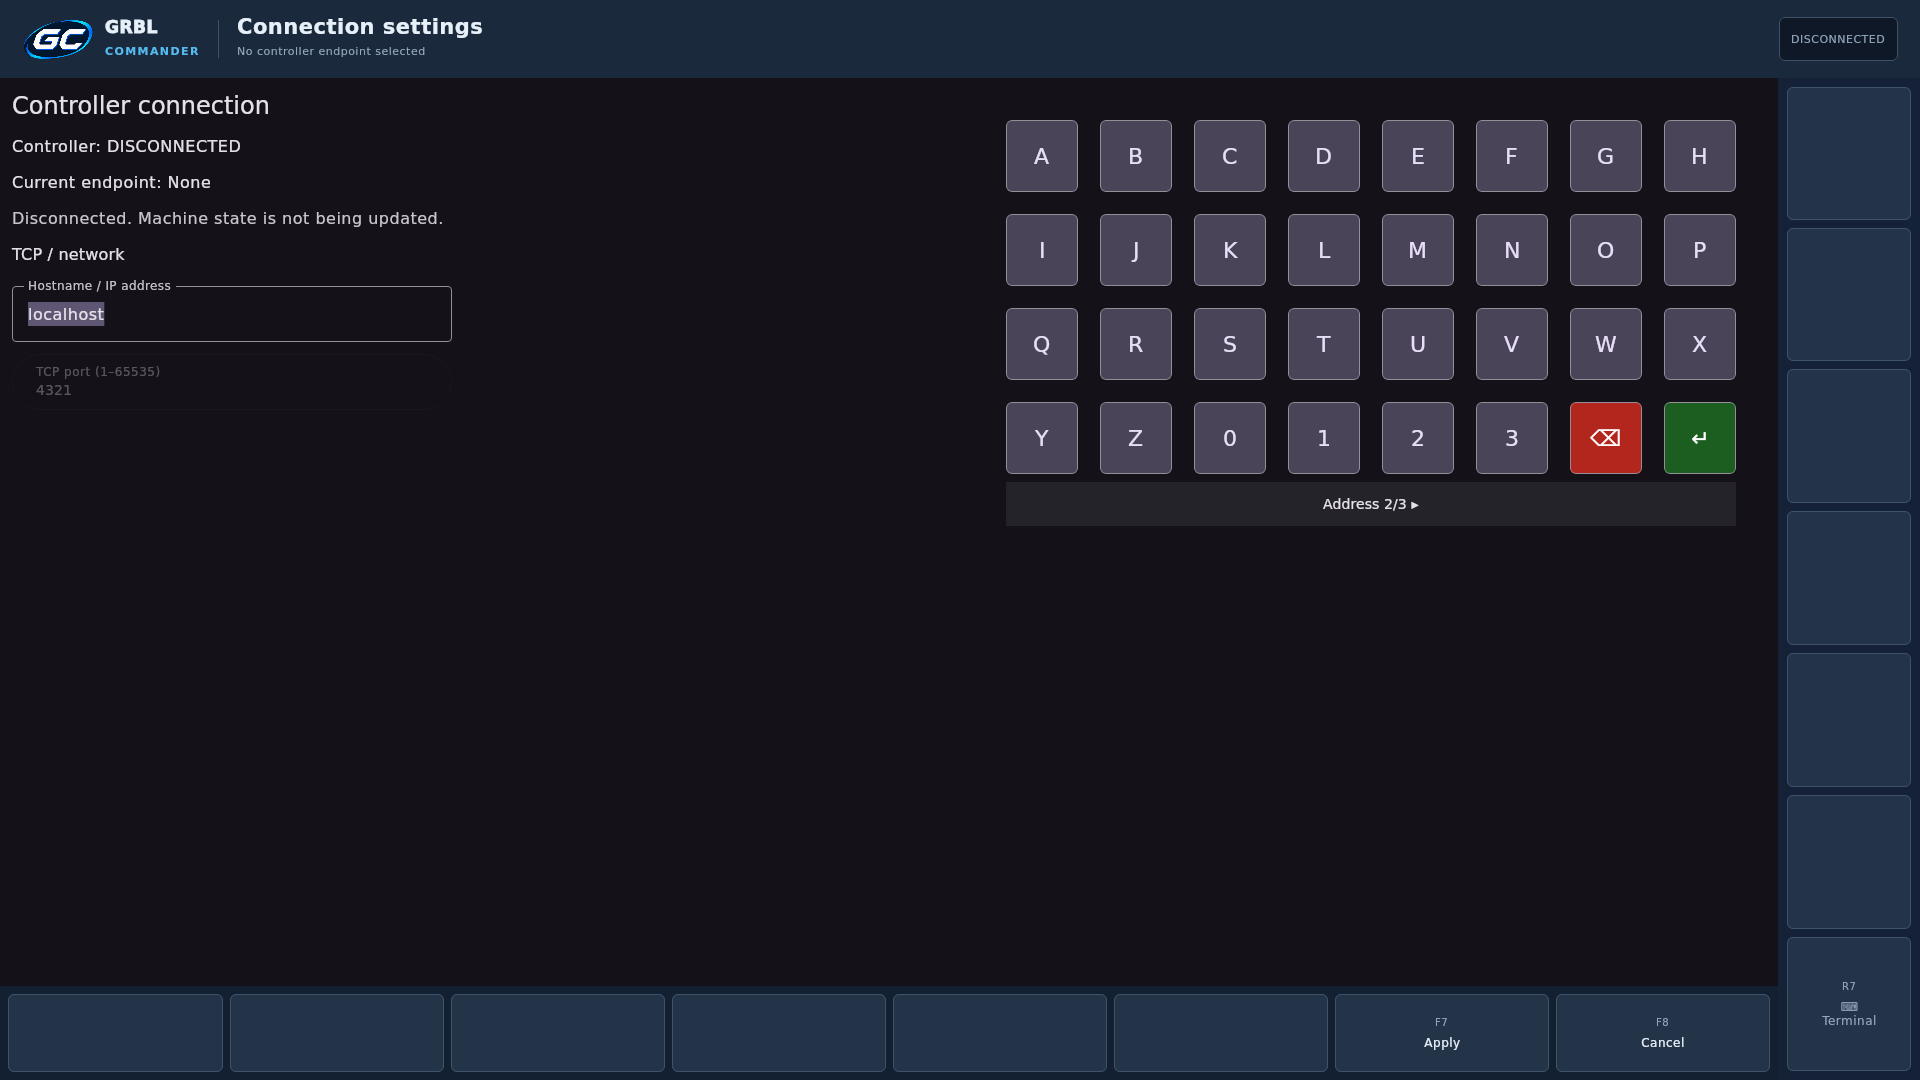 GC
GRBL
COMMANDER
Connection settings
No controller endpoint selected
DISCONNECTED
Controller connection
Controller: DISCONNECTED
Current endpoint: None
Disconnected. Machine state is not being updated.
TCP / network
Hostname / IP address
localhost
TCP port (1–65535)
4321
A B C D E F G H
I J K L M N O P
Q R S T U V W X
Y Z 0 1 2 3 ⌫ ↵
Address 2/3 ▸
R7
⌨
Terminal
F7
Apply
F8
Cancel